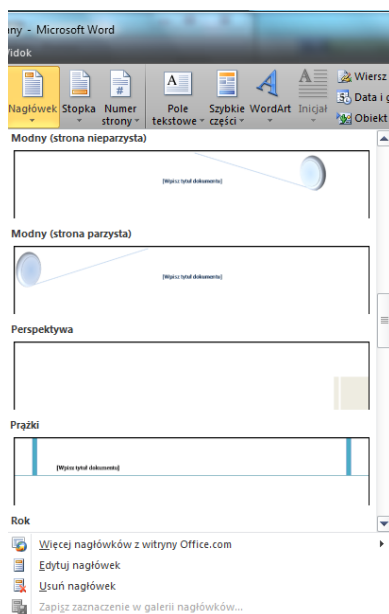 ony - Microsoft Word
Widok
Nagłówek Stopka Numer strony Pole tekstowe Szybkie części WordArt Inicjał
Wiersz
Data i g
Obiekt
Modny (strona nieparzysta)
[Wpisz tytuł dokumentu]
Modny (strona parzysta)
[Wpisz tytuł dokumentu]
Perspektywa
Prążki
[Wpisz tytuł dokumentu]
Rok
Więcej nagłówków z witryny Office.com
Edytuj nagłówek
Usuń nagłówek
Zapisz zaznaczenie w galerii nagłówków...